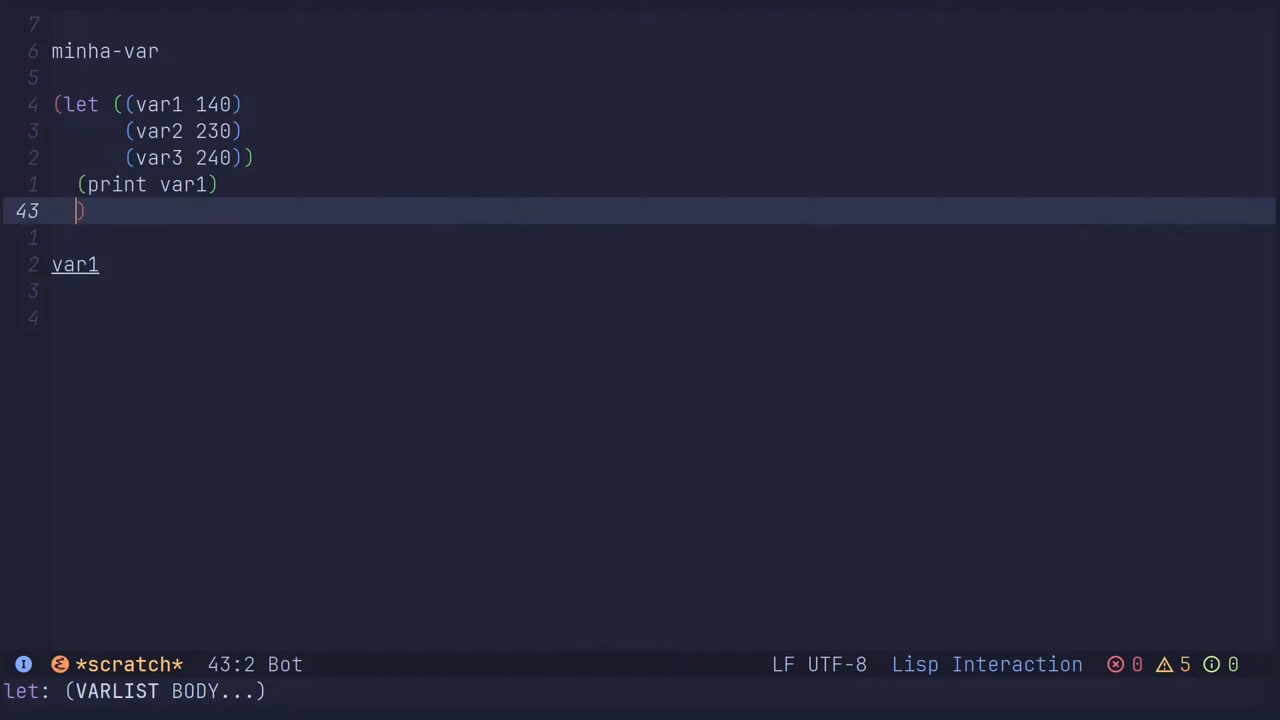 7
6 minha-var
5
4 (let ((var1 140)
3 (var2 230)
2 (var3 240))
1 (print var1)
43 )
1
2 var1
3
4
I *scratch* 43:2 Bot LF UTF-8 Lisp Interaction 0 5 0
let: (VARLIST BODY...)